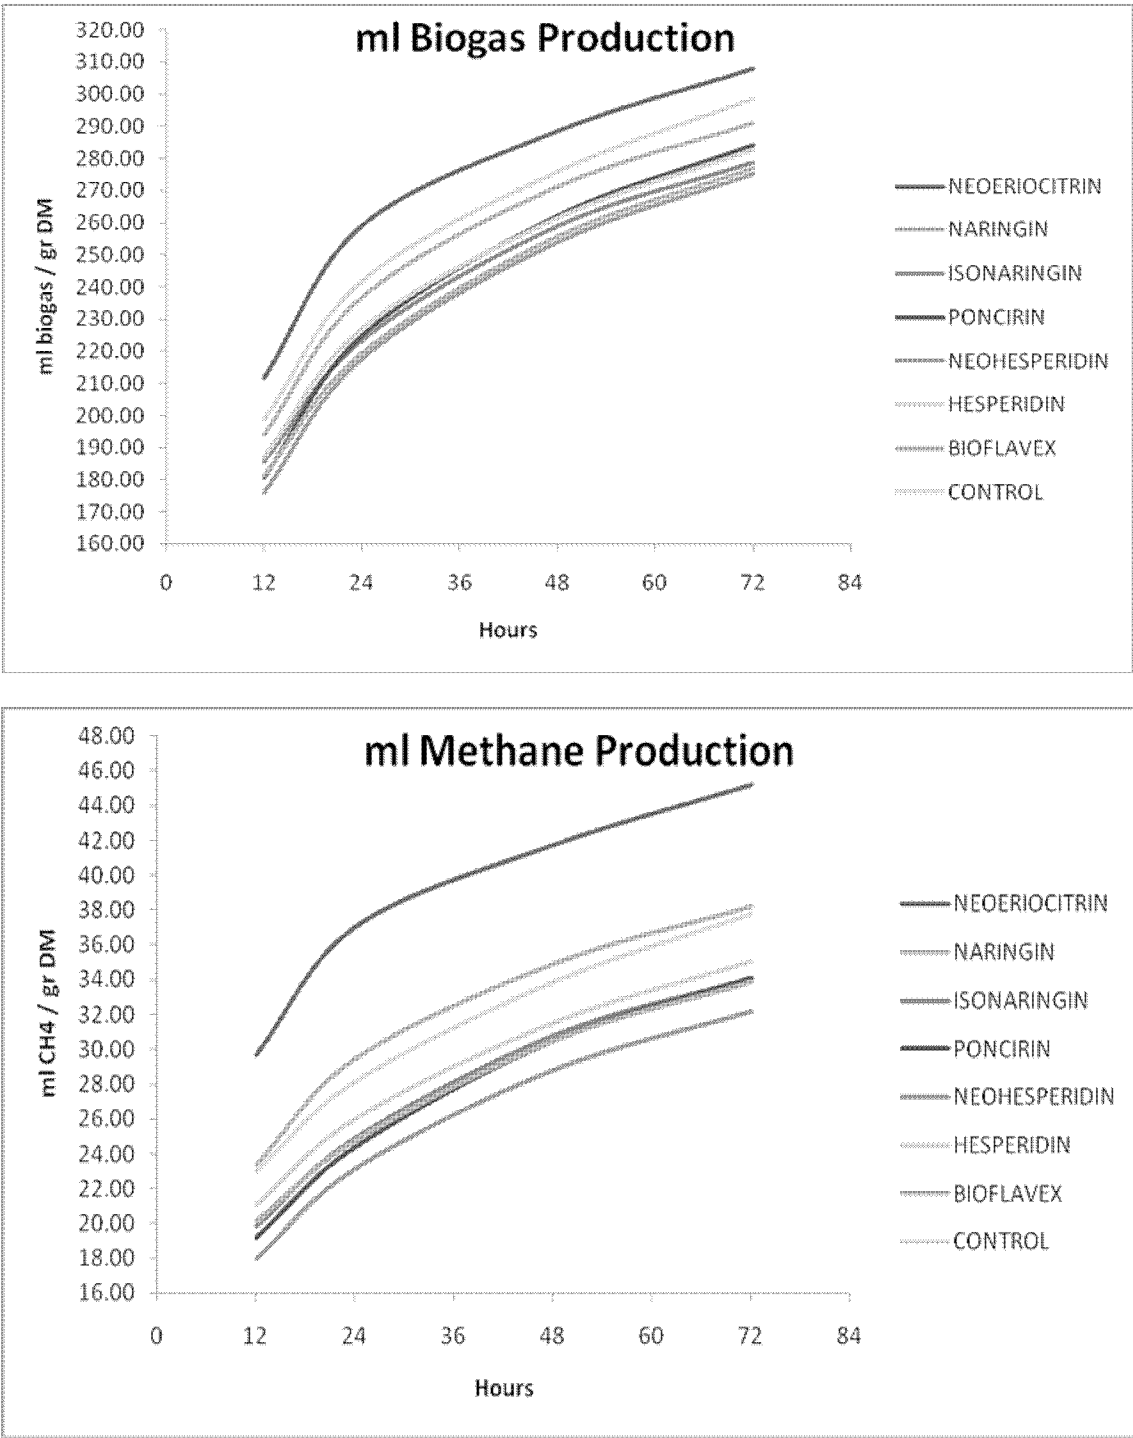 ml Biogas Production
320.00
310.00
300.00
290.00
280.00
270.00
260.00
250.00
240.00
230.00
220.00
210.00
200.00
190.00
180.00
170.00
160.00
ml biogas / gr DM
0 12 24 36 48 60 72 84
Hours
NEOERIOCITRIN
NARINGIN
ISONARINGIN
PONCIRIN
NEOHESPERIDIN
HESPERIDIN
BIOFLAVEX
CONTROL
ml Methane Production
48.00
46.00
44.00
42.00
40.00
38.00
36.00
34.00
32.00
30.00
28.00
26.00
24.00
22.00
20.00
18.00
16.00
ml CH4 / gr DM
0 12 24 36 48 60 72 84
Hours
NEOERIOCITRIN
NARINGIN
ISONARINGIN
PONCIRIN
NEOHESPERIDIN
HESPERIDIN
BIOFLAVEX
CONTROL